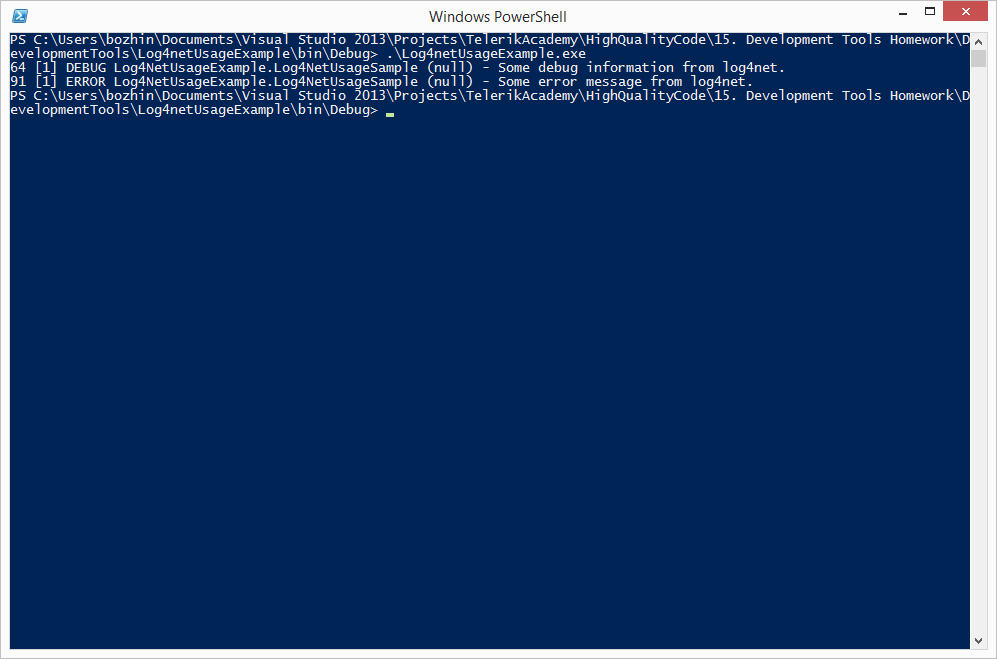 Windows PowerShell
PS C:\Users\bozhin\Documents\Visual Studio 2013\Projects\TelerikAcademy\HighQualityCode\15. Development Tools Homework\D
evelopmentTools\Log4netUsageExample\bin\Debug> .\Log4netUsageExample.exe
64 [1] DEBUG Log4NetUsageExample.Log4NetUsageSample (null) - Some debug information from log4net.
91 [1] ERROR Log4NetUsageExample.Log4NetUsageSample (null) - Some error message from log4net.
PS C:\Users\bozhin\Documents\Visual Studio 2013\Projects\TelerikAcademy\HighQualityCode\15. Development Tools Homework\D
evelopmentTools\Log4netUsageExample\bin\Debug>